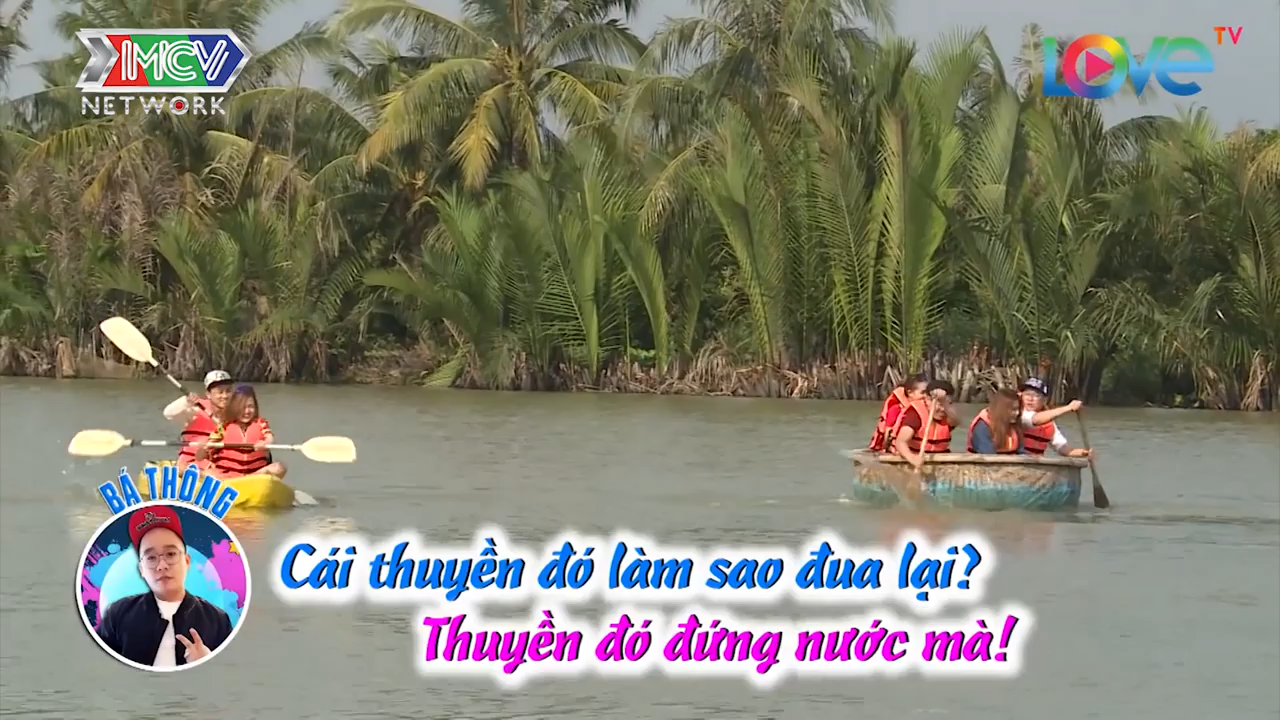 MCV
NETWORK
LOVE TV
BÁ THÔNG
Cái thuyền đó làm sao đua lại?
Thuyền đó đứng nước mà!